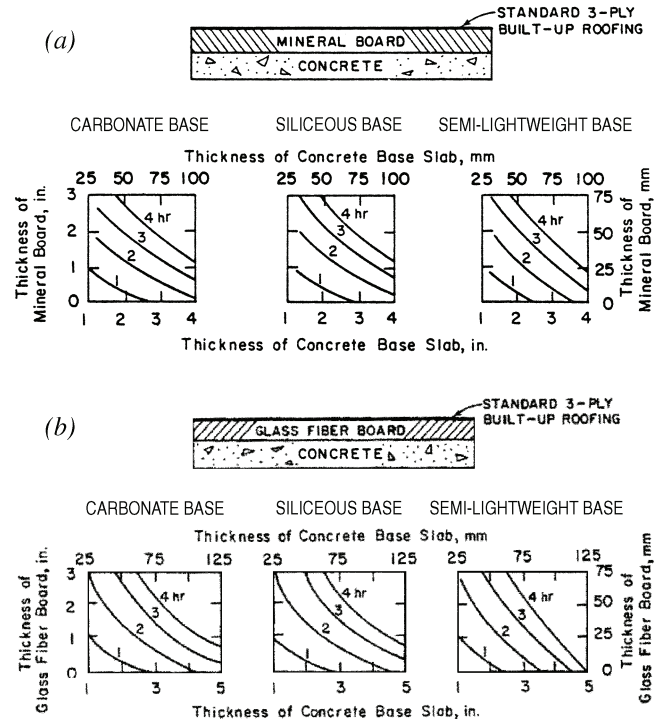 (a)
STANDARD 3-PLY
BUILT-UP ROOFING
MINERAL BOARD
CONCRETE
CARBONATE BASE SILICEOUS BASE SEMI-LIGHTWEIGHT BASE
Thickness of Concrete Base Slab, mm
25 50 75 100 25 50 75 100 25 50 75 100
Thickness of
Mineral Board, in.
3
2
1
0
4 hr
3
2
1
4 hr
3
2
1
4 hr
3
2
1
75
50
25
0
Thickness of
Mineral Board, mm
1 2 3 4 1 2 3 4 1 2 3 4
Thickness of Concrete Base Slab, in.
(b)
STANDARD 3-PLY
BUILT-UP ROOFING
GLASS FIBER BOARD
CONCRETE
CARBONATE BASE SILICEOUS BASE SEMI-LIGHTWEIGHT BASE
Thickness of Concrete Base Slab, mm
25 75 125 25 75 125 25 75 125
Thickness of
Glass Fiber Board, in.
3
2
1
0
4 hr
3
2
1
4 hr
3
2
1
4 hr
3
2
1
75
50
25
0
Thickness of
Glass Fiber Board, mm
1 3 5 1 3 5 1 3 5
Thickness of Concrete Base Slab, in.